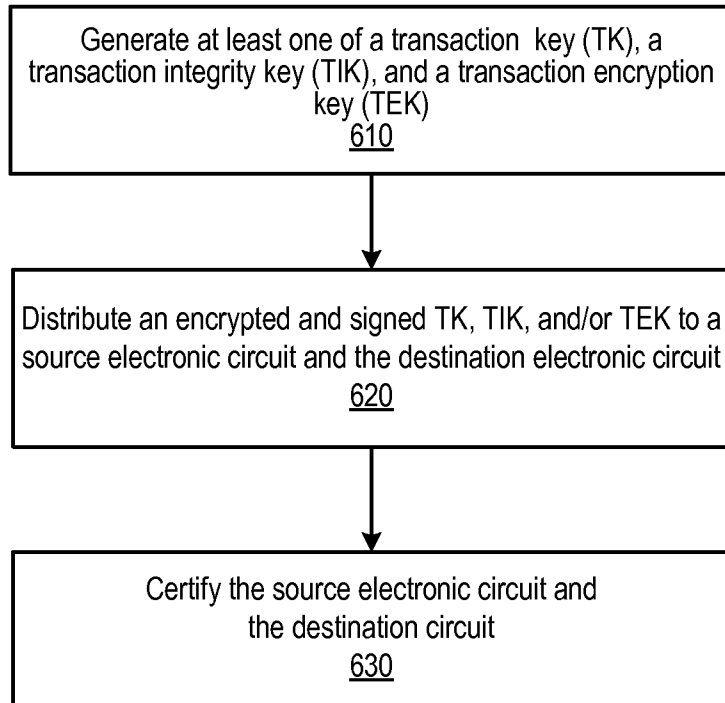 Generate at least one of a transaction key (TK), a
transaction integrity key (TIK), and a transaction encryption
key (TEK)
610
Distribute an encrypted and signed TK, TIK, and/or TEK to a
source electronic circuit and the destination electronic circuit
620
Certify the source electronic circuit and
the destination circuit
630